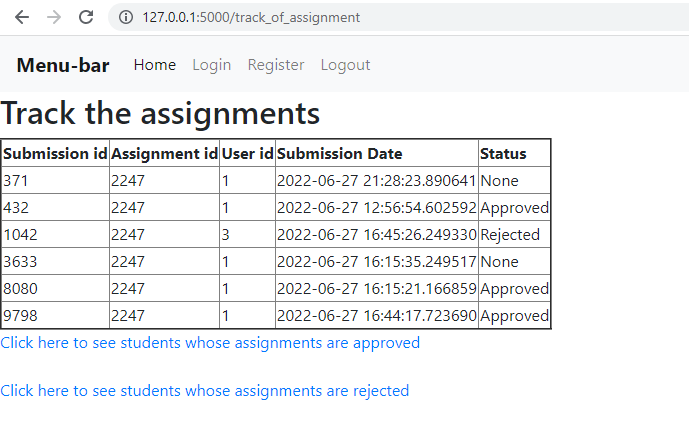 127.0.0.1:5000/track_of_assignment
Menu-bar Home Login Register Logout
Track the assignments
Submission id Assignment id User id Submission Date Status
371 2247 1 2022-06-27 21:28:23.890641 None
432 2247 1 2022-06-27 12:56:54.602592 Approved
1042 2247 3 2022-06-27 16:45:26.249330 Rejected
3633 2247 1 2022-06-27 16:15:35.249517 None
8080 2247 1 2022-06-27 16:15:21.166859 Approved
9798 2247 1 2022-06-27 16:44:17.723690 Approved
Click here to see students whose assignments are approved
Click here to see students whose assignments are rejected